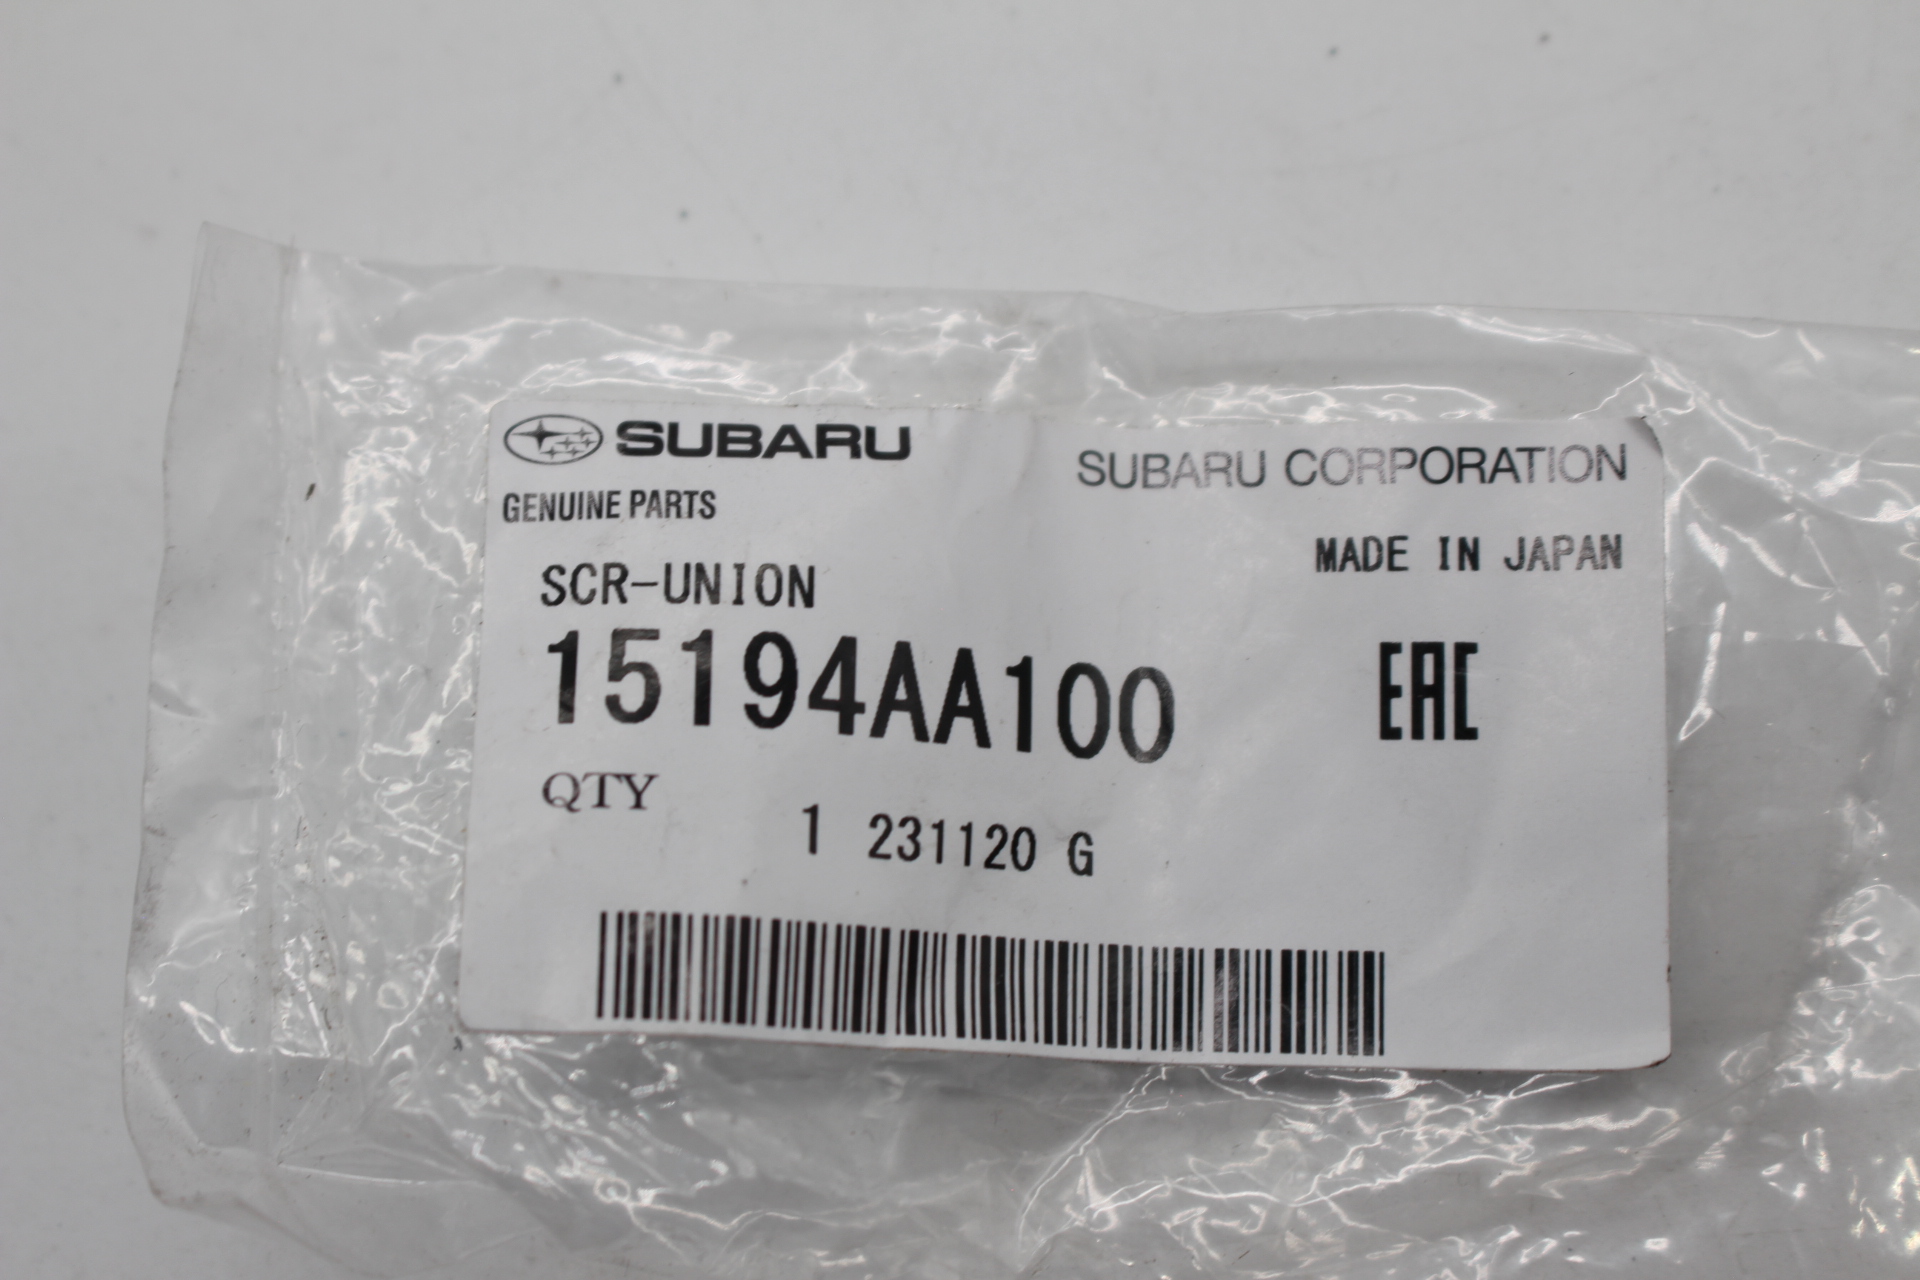 SUBARU
SUBARU CORPORATION
GENUINE PARTS
MADE IN JAPAN
SCR-UNION
15194AA100
EAC
QTY
1 231120 G